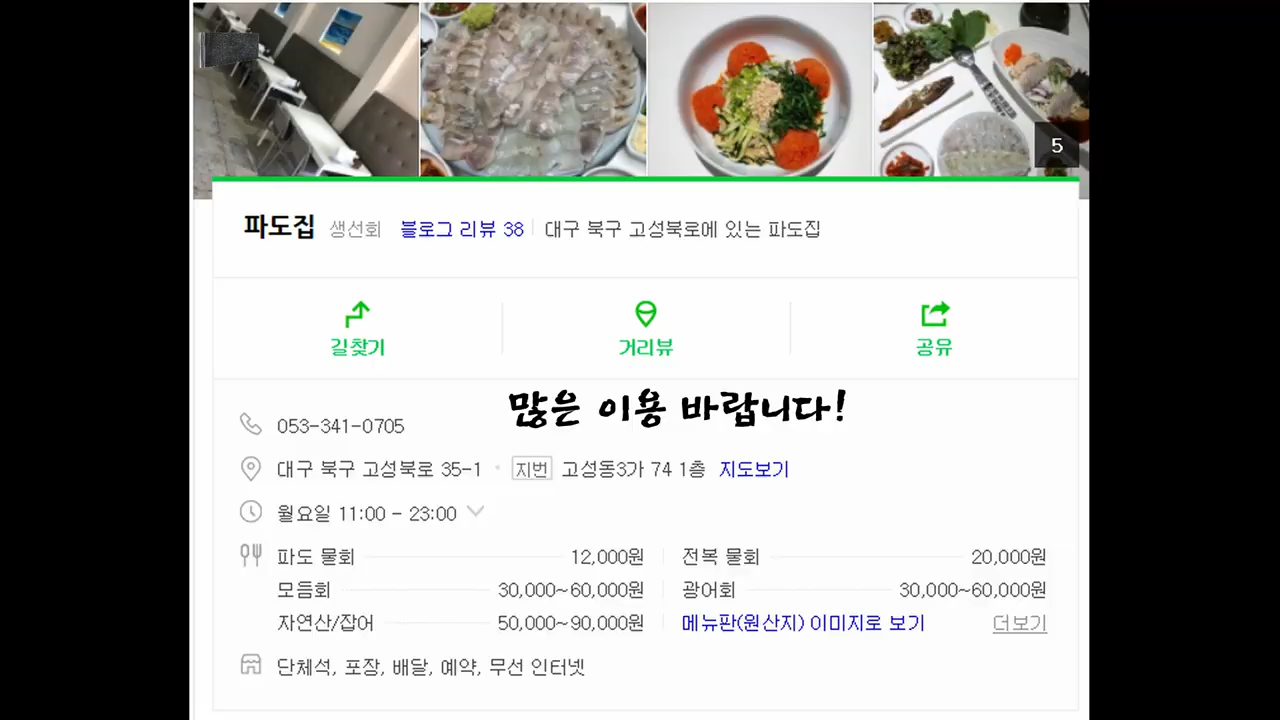 5
파도집 생선회 블로그 리뷰 38 대구 북구 고성북로에 있는 파도집
길찾기 거리뷰 공유
많은 이용 바랍니다!
053-341-0705
대구 북구 고성북로 35-1 지번 고성동3가 74 1층 지도보기
월요일 11:00 - 23:00
파도 물회 12,000원 전복 물회 20,000원
모듬회 30,000~60,000원 광어회 30,000~60,000원
자연산/잡어 50,000~90,000원 메뉴판(원산지) 이미지로 보기 더보기
단체석, 포장, 배달, 예약, 무선 인터넷